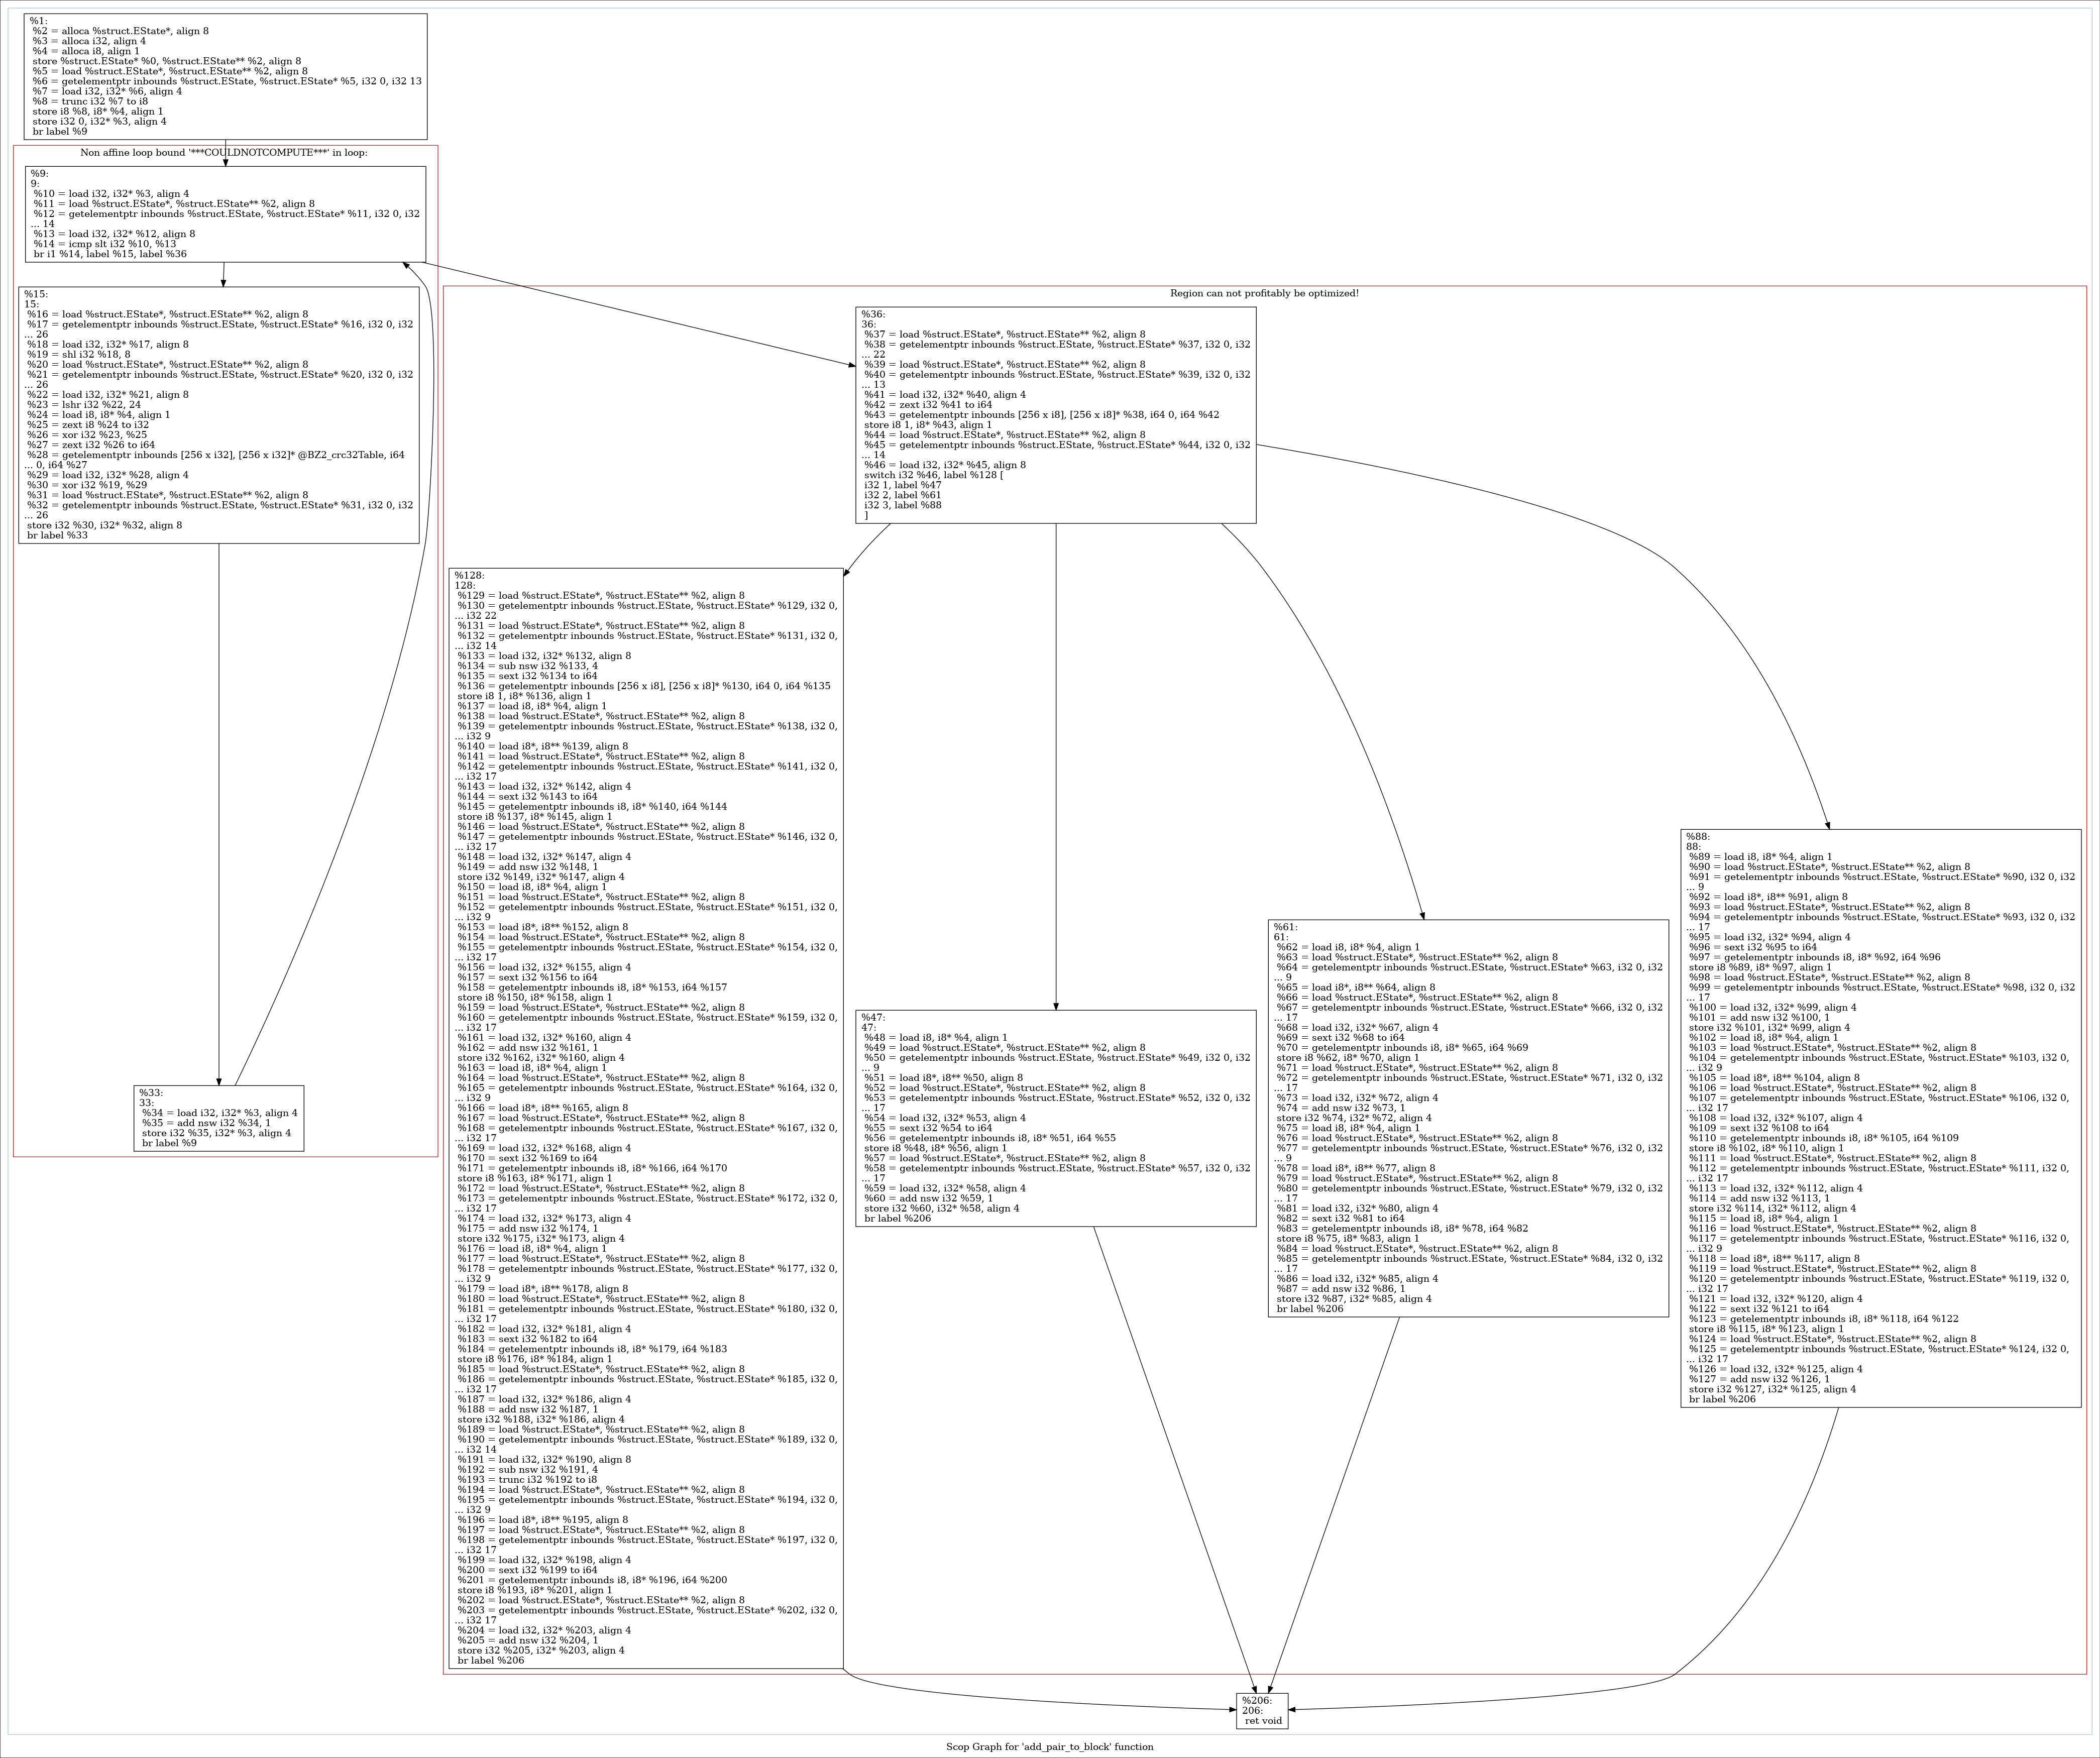 %1:
%2 = alloca %struct.EState*, align 8
%3 = alloca i32, align 4
%4 = alloca i8, align 1
store %struct.EState* %0, %struct.EState** %2, align 8
%5 = load %struct.EState*, %struct.EState** %2, align 8
%6 = getelementptr inbounds %struct.EState, %struct.EState* %5, i32 0, i32 13
%7 = load i32, i32* %6, align 4
%8 = trunc i32 %7 to i8
store i8 %8, i8* %4, align 1
store i32 0, i32* %3, align 4
br label %9
Non affine loop bound '***COULDNOTCOMPUTE***' in loop:
%9:
9:
%10 = load i32, i32* %3, align 4
%11 = load %struct.EState*, %struct.EState** %2, align 8
%12 = getelementptr inbounds %struct.EState, %struct.EState* %11, i32 0, i32
... 14
%13 = load i32, i32* %12, align 8
%14 = icmp slt i32 %10, %13
br i1 %14, label %15, label %36
%15:
15:
%16 = load %struct.EState*, %struct.EState** %2, align 8
%17 = getelementptr inbounds %struct.EState, %struct.EState* %16, i32 0, i32
... 26
%18 = load i32, i32* %17, align 8
%19 = shl i32 %18, 8
%20 = load %struct.EState*, %struct.EState** %2, align 8
%21 = getelementptr inbounds %struct.EState, %struct.EState* %20, i32 0, i32
... 26
%22 = load i32, i32* %21, align 8
%23 = lshr i32 %22, 24
%24 = load i8, i8* %4, align 1
%25 = zext i8 %24 to i32
%26 = xor i32 %23, %25
%27 = zext i32 %26 to i64
%28 = getelementptr inbounds [256 x i32], [256 x i32]* @BZ2_crc32Table, i64
... 0, i64 %27
%29 = load i32, i32* %28, align 4
%30 = xor i32 %19, %29
%31 = load %struct.EState*, %struct.EState** %2, align 8
%32 = getelementptr inbounds %struct.EState, %struct.EState* %31, i32 0, i32
... 26
store i32 %30, i32* %32, align 8
br label %33
%33:
33:
%34 = load i32, i32* %3, align 4
%35 = add nsw i32 %34, 1
store i32 %35, i32* %3, align 4
br label %9
Region can not profitably be optimized!
%36:
36:
%37 = load %struct.EState*, %struct.EState** %2, align 8
%38 = getelementptr inbounds %struct.EState, %struct.EState* %37, i32 0, i32
... 22
%39 = load %struct.EState*, %struct.EState** %2, align 8
%40 = getelementptr inbounds %struct.EState, %struct.EState* %39, i32 0, i32
... 13
%41 = load i32, i32* %40, align 4
%42 = zext i32 %41 to i64
%43 = getelementptr inbounds [256 x i8], [256 x i8]* %38, i64 0, i64 %42
store i8 1, i8* %43, align 1
%44 = load %struct.EState*, %struct.EState** %2, align 8
%45 = getelementptr inbounds %struct.EState, %struct.EState* %44, i32 0, i32
... 14
%46 = load i32, i32* %45, align 8
switch i32 %46, label %128 [
i32 1, label %47
i32 2, label %61
i32 3, label %88
]
%128:
128:
%129 = load %struct.EState*, %struct.EState** %2, align 8
%130 = getelementptr inbounds %struct.EState, %struct.EState* %129, i32 0,
... i32 22
%131 = load %struct.EState*, %struct.EState** %2, align 8
%132 = getelementptr inbounds %struct.EState, %struct.EState* %131, i32 0,
... i32 14
%133 = load i32, i32* %132, align 8
%134 = sub nsw i32 %133, 4
%135 = sext i32 %134 to i64
%136 = getelementptr inbounds [256 x i8], [256 x i8]* %130, i64 0, i64 %135
store i8 1, i8* %136, align 1
%137 = load i8, i8* %4, align 1
%138 = load %struct.EState*, %struct.EState** %2, align 8
%139 = getelementptr inbounds %struct.EState, %struct.EState* %138, i32 0,
... i32 9
%140 = load i8*, i8** %139, align 8
%141 = load %struct.EState*, %struct.EState** %2, align 8
%142 = getelementptr inbounds %struct.EState, %struct.EState* %141, i32 0,
... i32 17
%143 = load i32, i32* %142, align 4
%144 = sext i32 %143 to i64
%145 = getelementptr inbounds i8, i8* %140, i64 %144
store i8 %137, i8* %145, align 1
%146 = load %struct.EState*, %struct.EState** %2, align 8
%147 = getelementptr inbounds %struct.EState, %struct.EState* %146, i32 0,
... i32 17
%148 = load i32, i32* %147, align 4
%149 = add nsw i32 %148, 1
store i32 %149, i32* %147, align 4
%150 = load i8, i8* %4, align 1
%151 = load %struct.EState*, %struct.EState** %2, align 8
%152 = getelementptr inbounds %struct.EState, %struct.EState* %151, i32 0,
... i32 9
%153 = load i8*, i8** %152, align 8
%154 = load %struct.EState*, %struct.EState** %2, align 8
%155 = getelementptr inbounds %struct.EState, %struct.EState* %154, i32 0,
... i32 17
%156 = load i32, i32* %155, align 4
%157 = sext i32 %156 to i64
%158 = getelementptr inbounds i8, i8* %153, i64 %157
store i8 %150, i8* %158, align 1
%159 = load %struct.EState*, %struct.EState** %2, align 8
%160 = getelementptr inbounds %struct.EState, %struct.EState* %159, i32 0,
... i32 17
%161 = load i32, i32* %160, align 4
%162 = add nsw i32 %161, 1
store i32 %162, i32* %160, align 4
%163 = load i8, i8* %4, align 1
%164 = load %struct.EState*, %struct.EState** %2, align 8
%165 = getelementptr inbounds %struct.EState, %struct.EState* %164, i32 0,
... i32 9
%166 = load i8*, i8** %165, align 8
%167 = load %struct.EState*, %struct.EState** %2, align 8
%168 = getelementptr inbounds %struct.EState, %struct.EState* %167, i32 0,
... i32 17
%169 = load i32, i32* %168, align 4
%170 = sext i32 %169 to i64
%171 = getelementptr inbounds i8, i8* %166, i64 %170
store i8 %163, i8* %171, align 1
%172 = load %struct.EState*, %struct.EState** %2, align 8
%173 = getelementptr inbounds %struct.EState, %struct.EState* %172, i32 0,
... i32 17
%174 = load i32, i32* %173, align 4
%175 = add nsw i32 %174, 1
store i32 %175, i32* %173, align 4
%176 = load i8, i8* %4, align 1
%177 = load %struct.EState*, %struct.EState** %2, align 8
%178 = getelementptr inbounds %struct.EState, %struct.EState* %177, i32 0,
... i32 9
%179 = load i8*, i8** %178, align 8
%180 = load %struct.EState*, %struct.EState** %2, align 8
%181 = getelementptr inbounds %struct.EState, %struct.EState* %180, i32 0,
... i32 17
%182 = load i32, i32* %181, align 4
%183 = sext i32 %182 to i64
%184 = getelementptr inbounds i8, i8* %179, i64 %183
store i8 %176, i8* %184, align 1
%185 = load %struct.EState*, %struct.EState** %2, align 8
%186 = getelementptr inbounds %struct.EState, %struct.EState* %185, i32 0,
... i32 17
%187 = load i32, i32* %186, align 4
%188 = add nsw i32 %187, 1
store i32 %188, i32* %186, align 4
%189 = load %struct.EState*, %struct.EState** %2, align 8
%190 = getelementptr inbounds %struct.EState, %struct.EState* %189, i32 0,
... i32 14
%191 = load i32, i32* %190, align 8
%192 = sub nsw i32 %191, 4
%193 = trunc i32 %192 to i8
%194 = load %struct.EState*, %struct.EState** %2, align 8
%195 = getelementptr inbounds %struct.EState, %struct.EState* %194, i32 0,
... i32 9
%196 = load i8*, i8** %195, align 8
%197 = load %struct.EState*, %struct.EState** %2, align 8
%198 = getelementptr inbounds %struct.EState, %struct.EState* %197, i32 0,
... i32 17
%199 = load i32, i32* %198, align 4
%200 = sext i32 %199 to i64
%201 = getelementptr inbounds i8, i8* %196, i64 %200
store i8 %193, i8* %201, align 1
%202 = load %struct.EState*, %struct.EState** %2, align 8
%203 = getelementptr inbounds %struct.EState, %struct.EState* %202, i32 0,
... i32 17
%204 = load i32, i32* %203, align 4
%205 = add nsw i32 %204, 1
store i32 %205, i32* %203, align 4
br label %206
%47:
47:
%48 = load i8, i8* %4, align 1
%49 = load %struct.EState*, %struct.EState** %2, align 8
%50 = getelementptr inbounds %struct.EState, %struct.EState* %49, i32 0, i32
... 9
%51 = load i8*, i8** %50, align 8
%52 = load %struct.EState*, %struct.EState** %2, align 8
%53 = getelementptr inbounds %struct.EState, %struct.EState* %52, i32 0, i32
... 17
%54 = load i32, i32* %53, align 4
%55 = sext i32 %54 to i64
%56 = getelementptr inbounds i8, i8* %51, i64 %55
store i8 %48, i8* %56, align 1
%57 = load %struct.EState*, %struct.EState** %2, align 8
%58 = getelementptr inbounds %struct.EState, %struct.EState* %57, i32 0, i32
... 17
%59 = load i32, i32* %58, align 4
%60 = add nsw i32 %59, 1
store i32 %60, i32* %58, align 4
br label %206
%61:
61:
%62 = load i8, i8* %4, align 1
%63 = load %struct.EState*, %struct.EState** %2, align 8
%64 = getelementptr inbounds %struct.EState, %struct.EState* %63, i32 0, i32
... 9
%65 = load i8*, i8** %64, align 8
%66 = load %struct.EState*, %struct.EState** %2, align 8
%67 = getelementptr inbounds %struct.EState, %struct.EState* %66, i32 0, i32
... 17
%68 = load i32, i32* %67, align 4
%69 = sext i32 %68 to i64
%70 = getelementptr inbounds i8, i8* %65, i64 %69
store i8 %62, i8* %70, align 1
%71 = load %struct.EState*, %struct.EState** %2, align 8
%72 = getelementptr inbounds %struct.EState, %struct.EState* %71, i32 0, i32
... 17
%73 = load i32, i32* %72, align 4
%74 = add nsw i32 %73, 1
store i32 %74, i32* %72, align 4
%75 = load i8, i8* %4, align 1
%76 = load %struct.EState*, %struct.EState** %2, align 8
%77 = getelementptr inbounds %struct.EState, %struct.EState* %76, i32 0, i32
... 9
%78 = load i8*, i8** %77, align 8
%79 = load %struct.EState*, %struct.EState** %2, align 8
%80 = getelementptr inbounds %struct.EState, %struct.EState* %79, i32 0, i32
... 17
%81 = load i32, i32* %80, align 4
%82 = sext i32 %81 to i64
%83 = getelementptr inbounds i8, i8* %78, i64 %82
store i8 %75, i8* %83, align 1
%84 = load %struct.EState*, %struct.EState** %2, align 8
%85 = getelementptr inbounds %struct.EState, %struct.EState* %84, i32 0, i32
... 17
%86 = load i32, i32* %85, align 4
%87 = add nsw i32 %86, 1
store i32 %87, i32* %85, align 4
br label %206
%88:
88:
%89 = load i8, i8* %4, align 1
%90 = load %struct.EState*, %struct.EState** %2, align 8
%91 = getelementptr inbounds %struct.EState, %struct.EState* %90, i32 0, i32
... 9
%92 = load i8*, i8** %91, align 8
%93 = load %struct.EState*, %struct.EState** %2, align 8
%94 = getelementptr inbounds %struct.EState, %struct.EState* %93, i32 0, i32
... 17
%95 = load i32, i32* %94, align 4
%96 = sext i32 %95 to i64
%97 = getelementptr inbounds i8, i8* %92, i64 %96
store i8 %89, i8* %97, align 1
%98 = load %struct.EState*, %struct.EState** %2, align 8
%99 = getelementptr inbounds %struct.EState, %struct.EState* %98, i32 0, i32
... 17
%100 = load i32, i32* %99, align 4
%101 = add nsw i32 %100, 1
store i32 %101, i32* %99, align 4
%102 = load i8, i8* %4, align 1
%103 = load %struct.EState*, %struct.EState** %2, align 8
%104 = getelementptr inbounds %struct.EState, %struct.EState* %103, i32 0,
... i32 9
%105 = load i8*, i8** %104, align 8
%106 = load %struct.EState*, %struct.EState** %2, align 8
%107 = getelementptr inbounds %struct.EState, %struct.EState* %106, i32 0,
... i32 17
%108 = load i32, i32* %107, align 4
%109 = sext i32 %108 to i64
%110 = getelementptr inbounds i8, i8* %105, i64 %109
store i8 %102, i8* %110, align 1
%111 = load %struct.EState*, %struct.EState** %2, align 8
%112 = getelementptr inbounds %struct.EState, %struct.EState* %111, i32 0,
... i32 17
%113 = load i32, i32* %112, align 4
%114 = add nsw i32 %113, 1
store i32 %114, i32* %112, align 4
%115 = load i8, i8* %4, align 1
%116 = load %struct.EState*, %struct.EState** %2, align 8
%117 = getelementptr inbounds %struct.EState, %struct.EState* %116, i32 0,
... i32 9
%118 = load i8*, i8** %117, align 8
%119 = load %struct.EState*, %struct.EState** %2, align 8
%120 = getelementptr inbounds %struct.EState, %struct.EState* %119, i32 0,
... i32 17
%121 = load i32, i32* %120, align 4
%122 = sext i32 %121 to i64
%123 = getelementptr inbounds i8, i8* %118, i64 %122
store i8 %115, i8* %123, align 1
%124 = load %struct.EState*, %struct.EState** %2, align 8
%125 = getelementptr inbounds %struct.EState, %struct.EState* %124, i32 0,
... i32 17
%126 = load i32, i32* %125, align 4
%127 = add nsw i32 %126, 1
store i32 %127, i32* %125, align 4
br label %206
%206:
206:
ret void
Scop Graph for 'add_pair_to_block' function